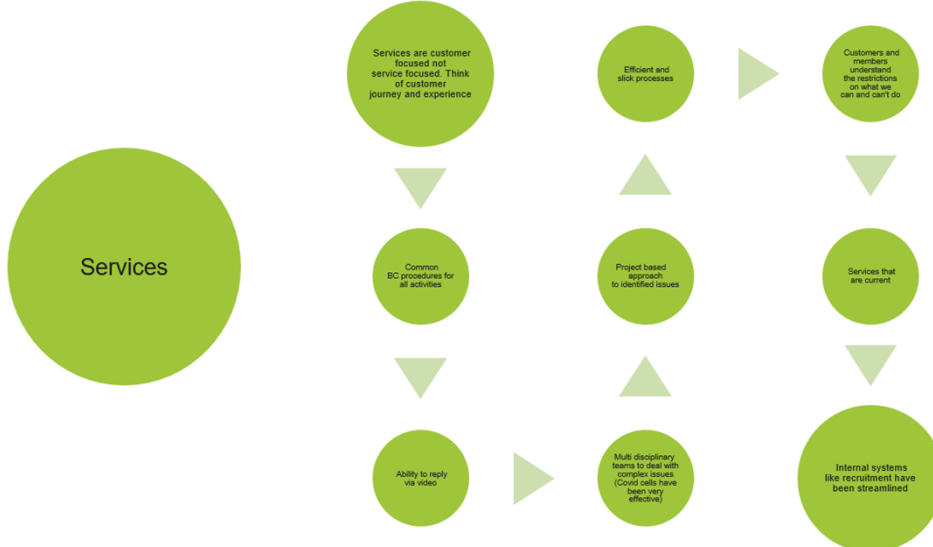 Services
Services are customer
focused not
service focused. Think
of customer
journey and experience
Common
BC procedures for
all activities
Ability to reply
via video
Multi disciplinary
teams to deal with
complex issues
(Covid cells have
been very
effective)
Project based
approach
to identified issues
Efficient and
slick processes
Customers and
members
understand
the restrictions
on what we
can and can't do
Services that
are current
Internal systems
like recruitment have
been streamlined